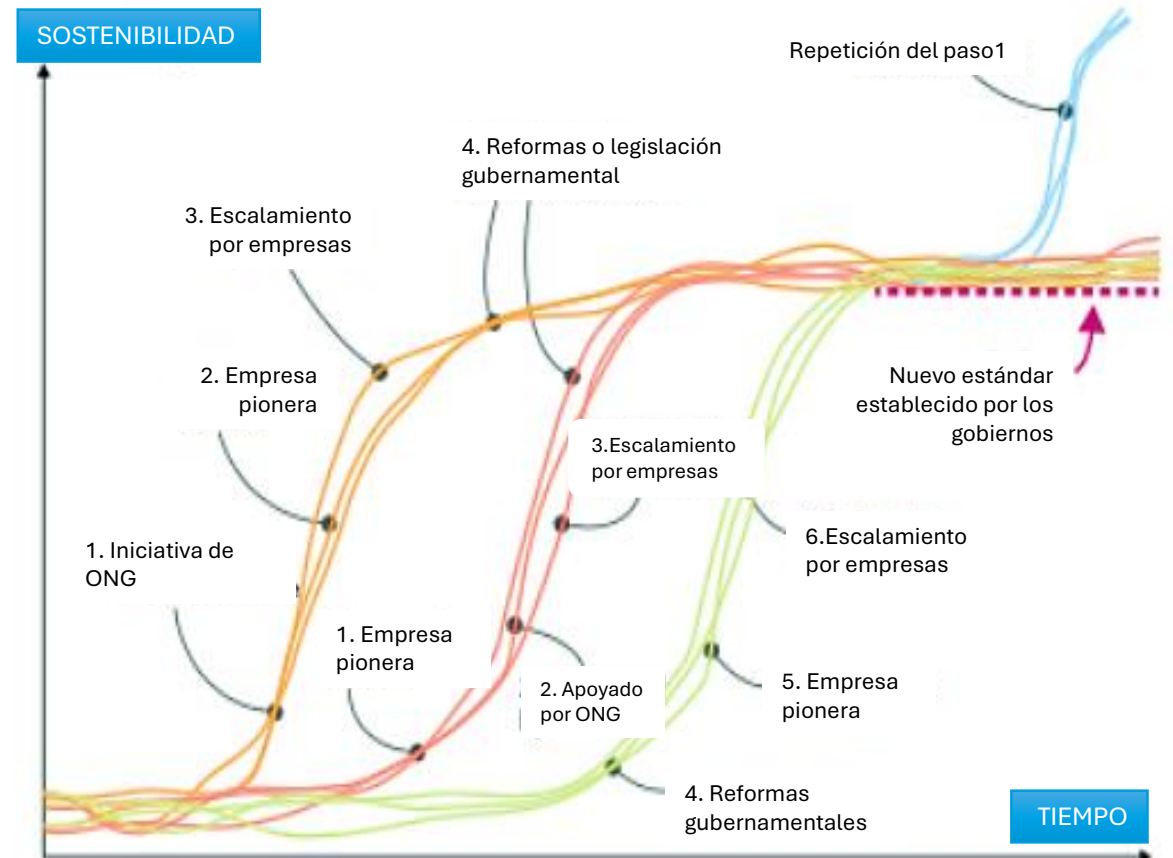 SOSTENIBILIDAD
Repetición del paso1
4. Reformas o legislación
gubernamental
3. Escalamiento
por empresas
2. Empresa
pionera
Nuevo estándar
establecido por los
gobiernos
3.Escalamiento
por empresas
6.Escalamiento
por empresas
1. Iniciativa de
ONG
1. Empresa
pionera
2. Apoyado
por ONG
5. Empresa
pionera
4. Reformas
gubernamentales
TIEMPO